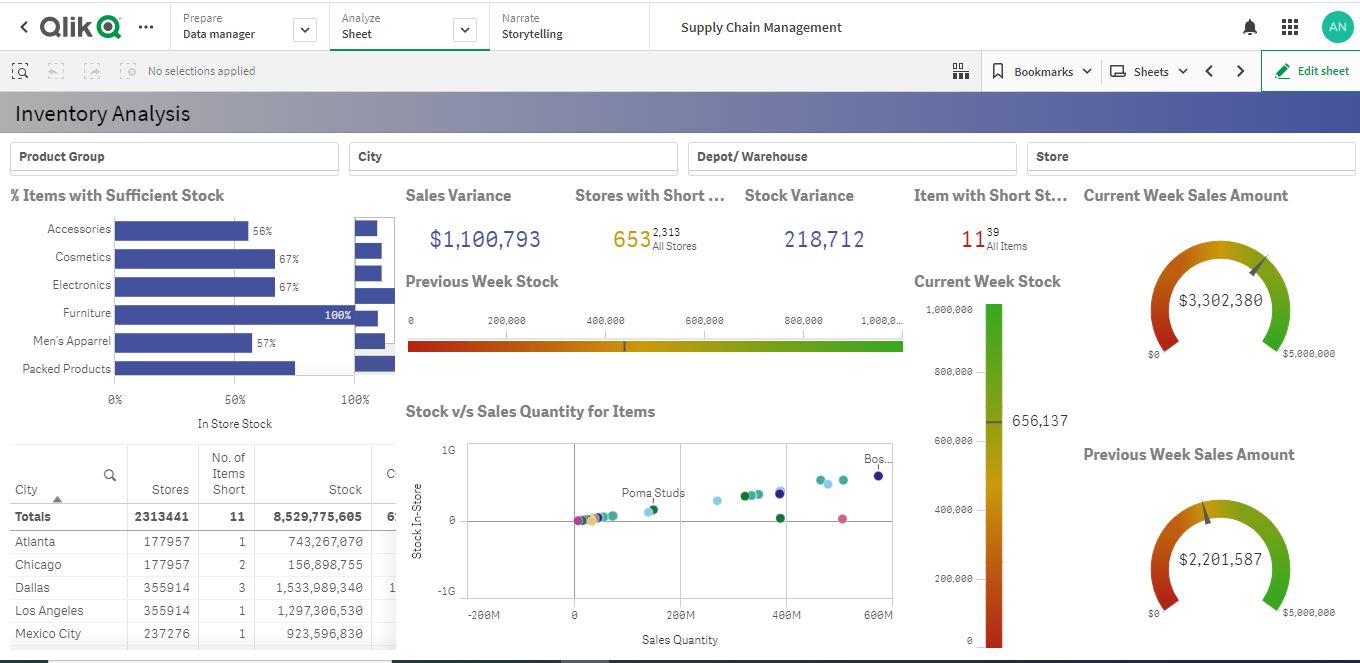 Qlik
Prepare
Data manager
Analyze
Sheet
Narrate
Storytelling
Supply Chain Management
AN
No selections applied
Bookmarks
Sheets
Edit sheet
Inventory Analysis
Product Group
City
Depot/ Warehouse
Store
% Items with Sufficient Stock
Accessories 56%
Cosmetics 67%
Electronics 67%
Furniture 100%
Men's Apparrel 57%
Packed Products
0% 50% 100%
In Store Stock
Sales Variance
$1,100,793
Stores with Short ...
653 2,313
All Stores
Stock Variance
218,712
Item with Short St...
11 39
All Items
Current Week Sales Amount
$3,302,380
$0 $5,000,000
Previous Week Stock
0 200,000 400,000 600,000 800,000 1,000,0...
Current Week Stock
1,000,000
800,000
656,137
600,000
400,000
200,000
0
Stock v/s Sales Quantity for Items
Stock In-Store
1G
0
-1G
Bos...
Poma Studs
-200M 0 200M 400M 600M
Sales Quantity
Previous Week Sales Amount
$2,201,587
$0 $5,000,000
City Stores No. of
Items
Short Stock C
Totals 2313441 11 8,529,775,605 6
Atlanta 177957 1 743,267,070
Chicago 177957 2 156,898,755
Dallas 355914 3 1,533,989,340 1
Los Angeles 355914 1 1,297,306,530
Mexico City 237276 1 923,596,830